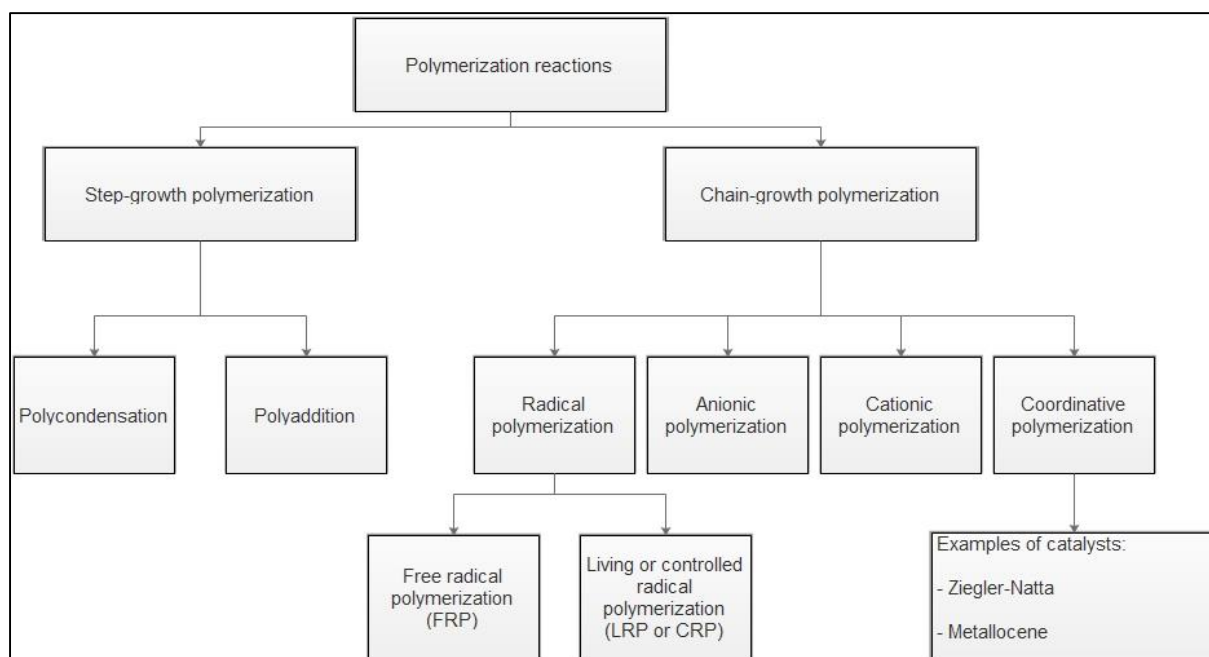 Polymerization reactions
Step-growth polymerization
Chain-growth polymerization
Polycondensation
Polyaddition
Radical
polymerization
Anionic
polymerization
Cationic
polymerization
Coordinative
polymerization
Free radical
polymerization
(FRP)
Living or controlled
radical
polymerization
(LRP or CRP)
Examples of catalysts:
- Ziegler-Natta
- Metallocene